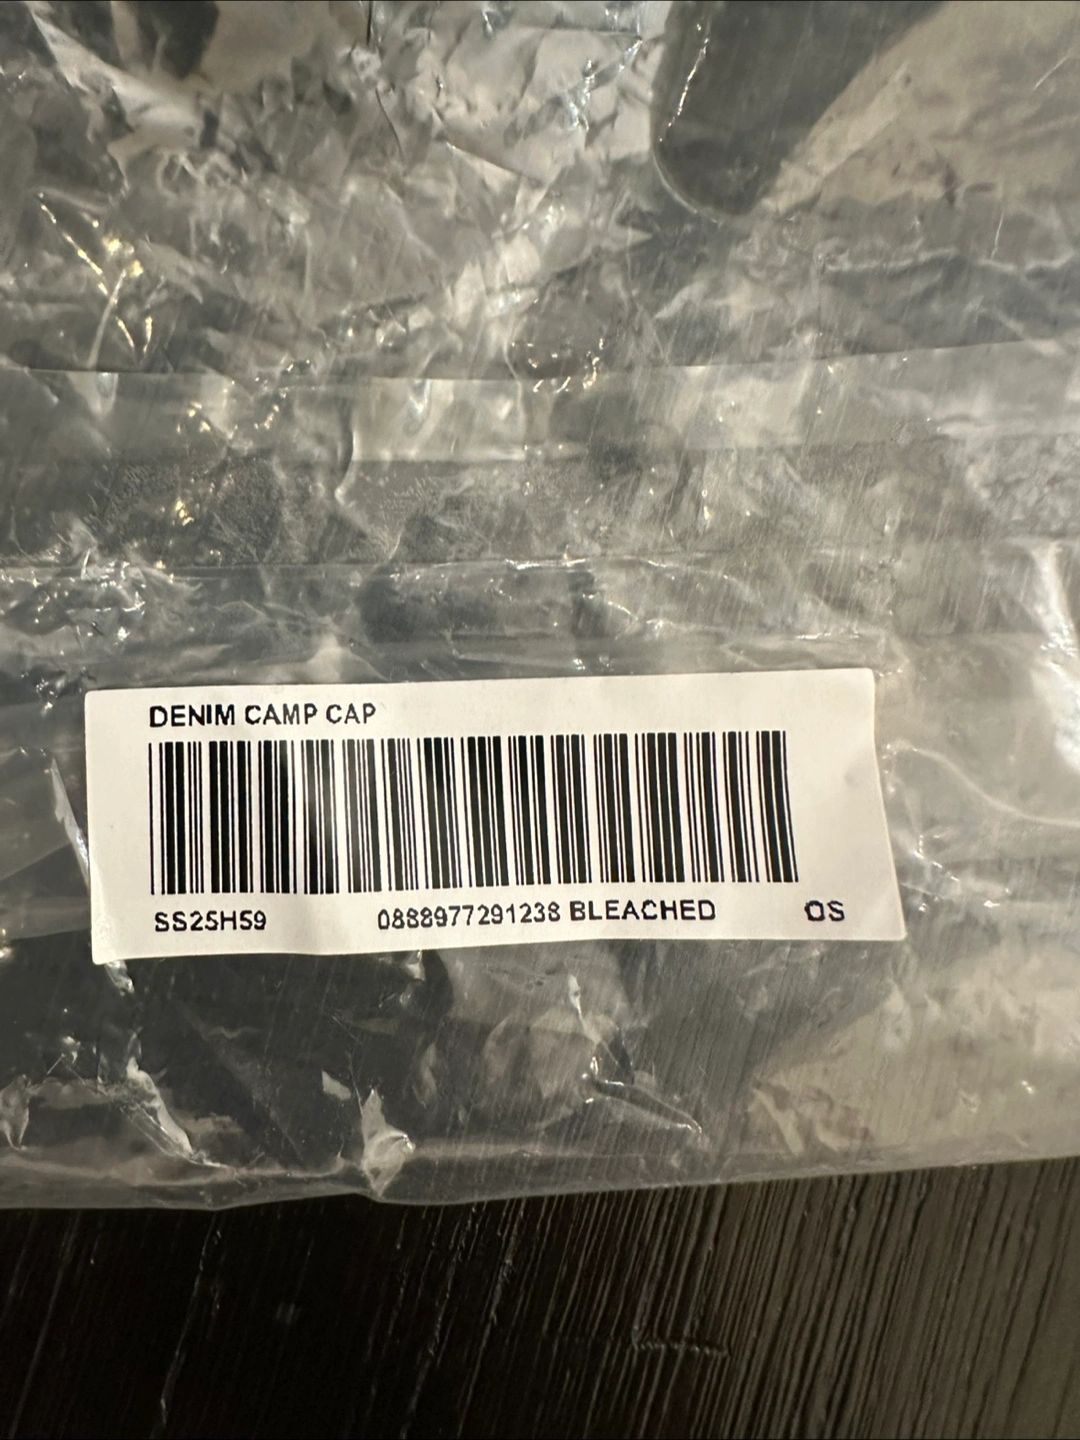 DENIM CAMP CAP
SS25H59 0888977291238 BLEACHED OS